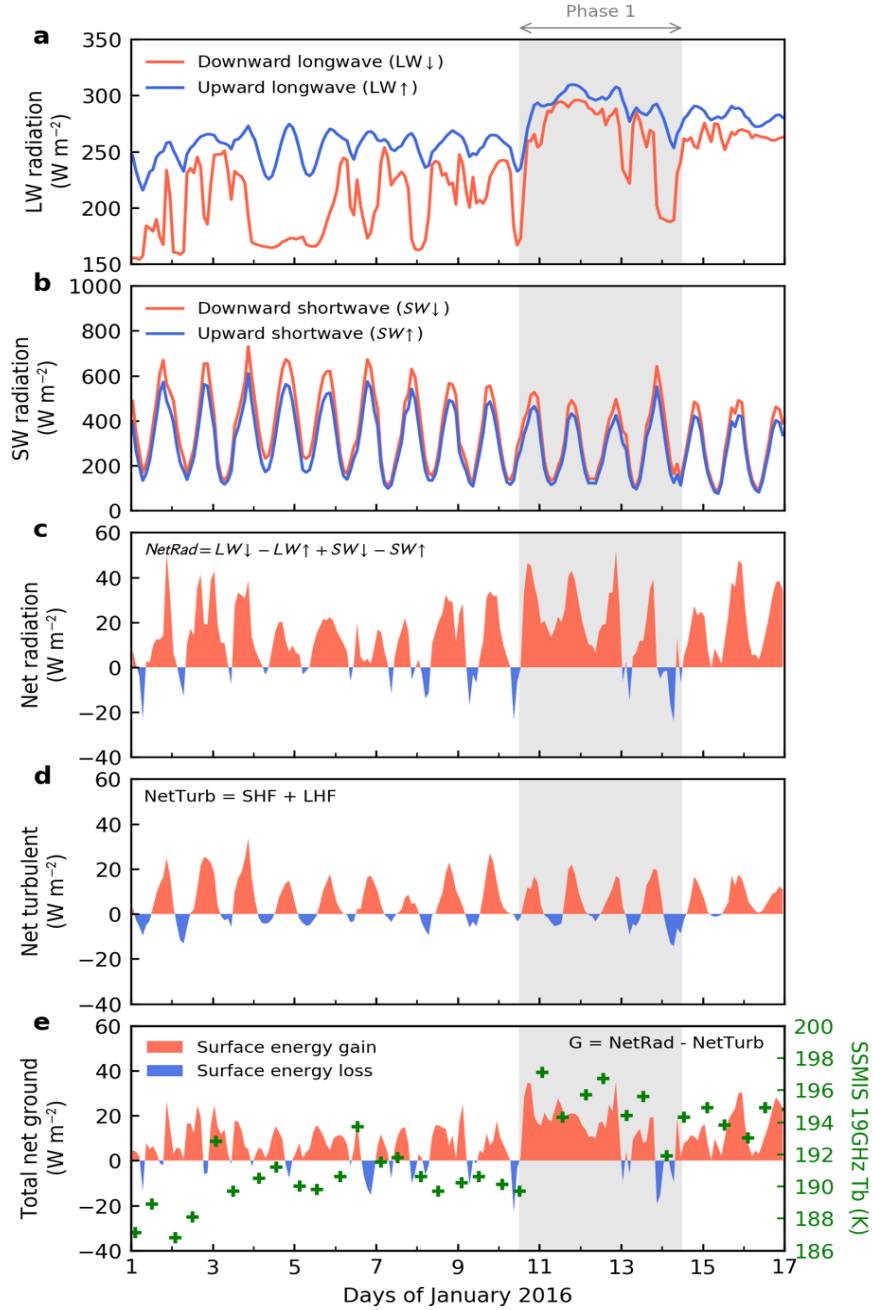 Phase 1
a
350
300
250
200
150
LW radiation
(W m⁻²)
Downward longwave (LW↓)
Upward longwave (LW↑)
b
1000
800
600
400
200
0
SW radiation
(W m⁻²)
Downward shortwave (SW↓)
Upward shortwave (SW↑)
c
60
40
20
0
−20
−40
Net radiation
(W m⁻²)
NetRad = LW↓ − LW↑ + SW↓ − SW↑
d
60
40
20
0
−20
−40
Net turbulent
(W m⁻²)
NetTurb = SHF + LHF
e
60
40
20
0
−20
−40
Total net ground
(W m⁻²)
Surface energy gain
Surface energy loss
G = NetRad - NetTurb
200
198
196
194
192
190
188
186
SSMIS 19GHz Tb (K)
1 3 5 7 9 11 13 15 17
Days of January 2016